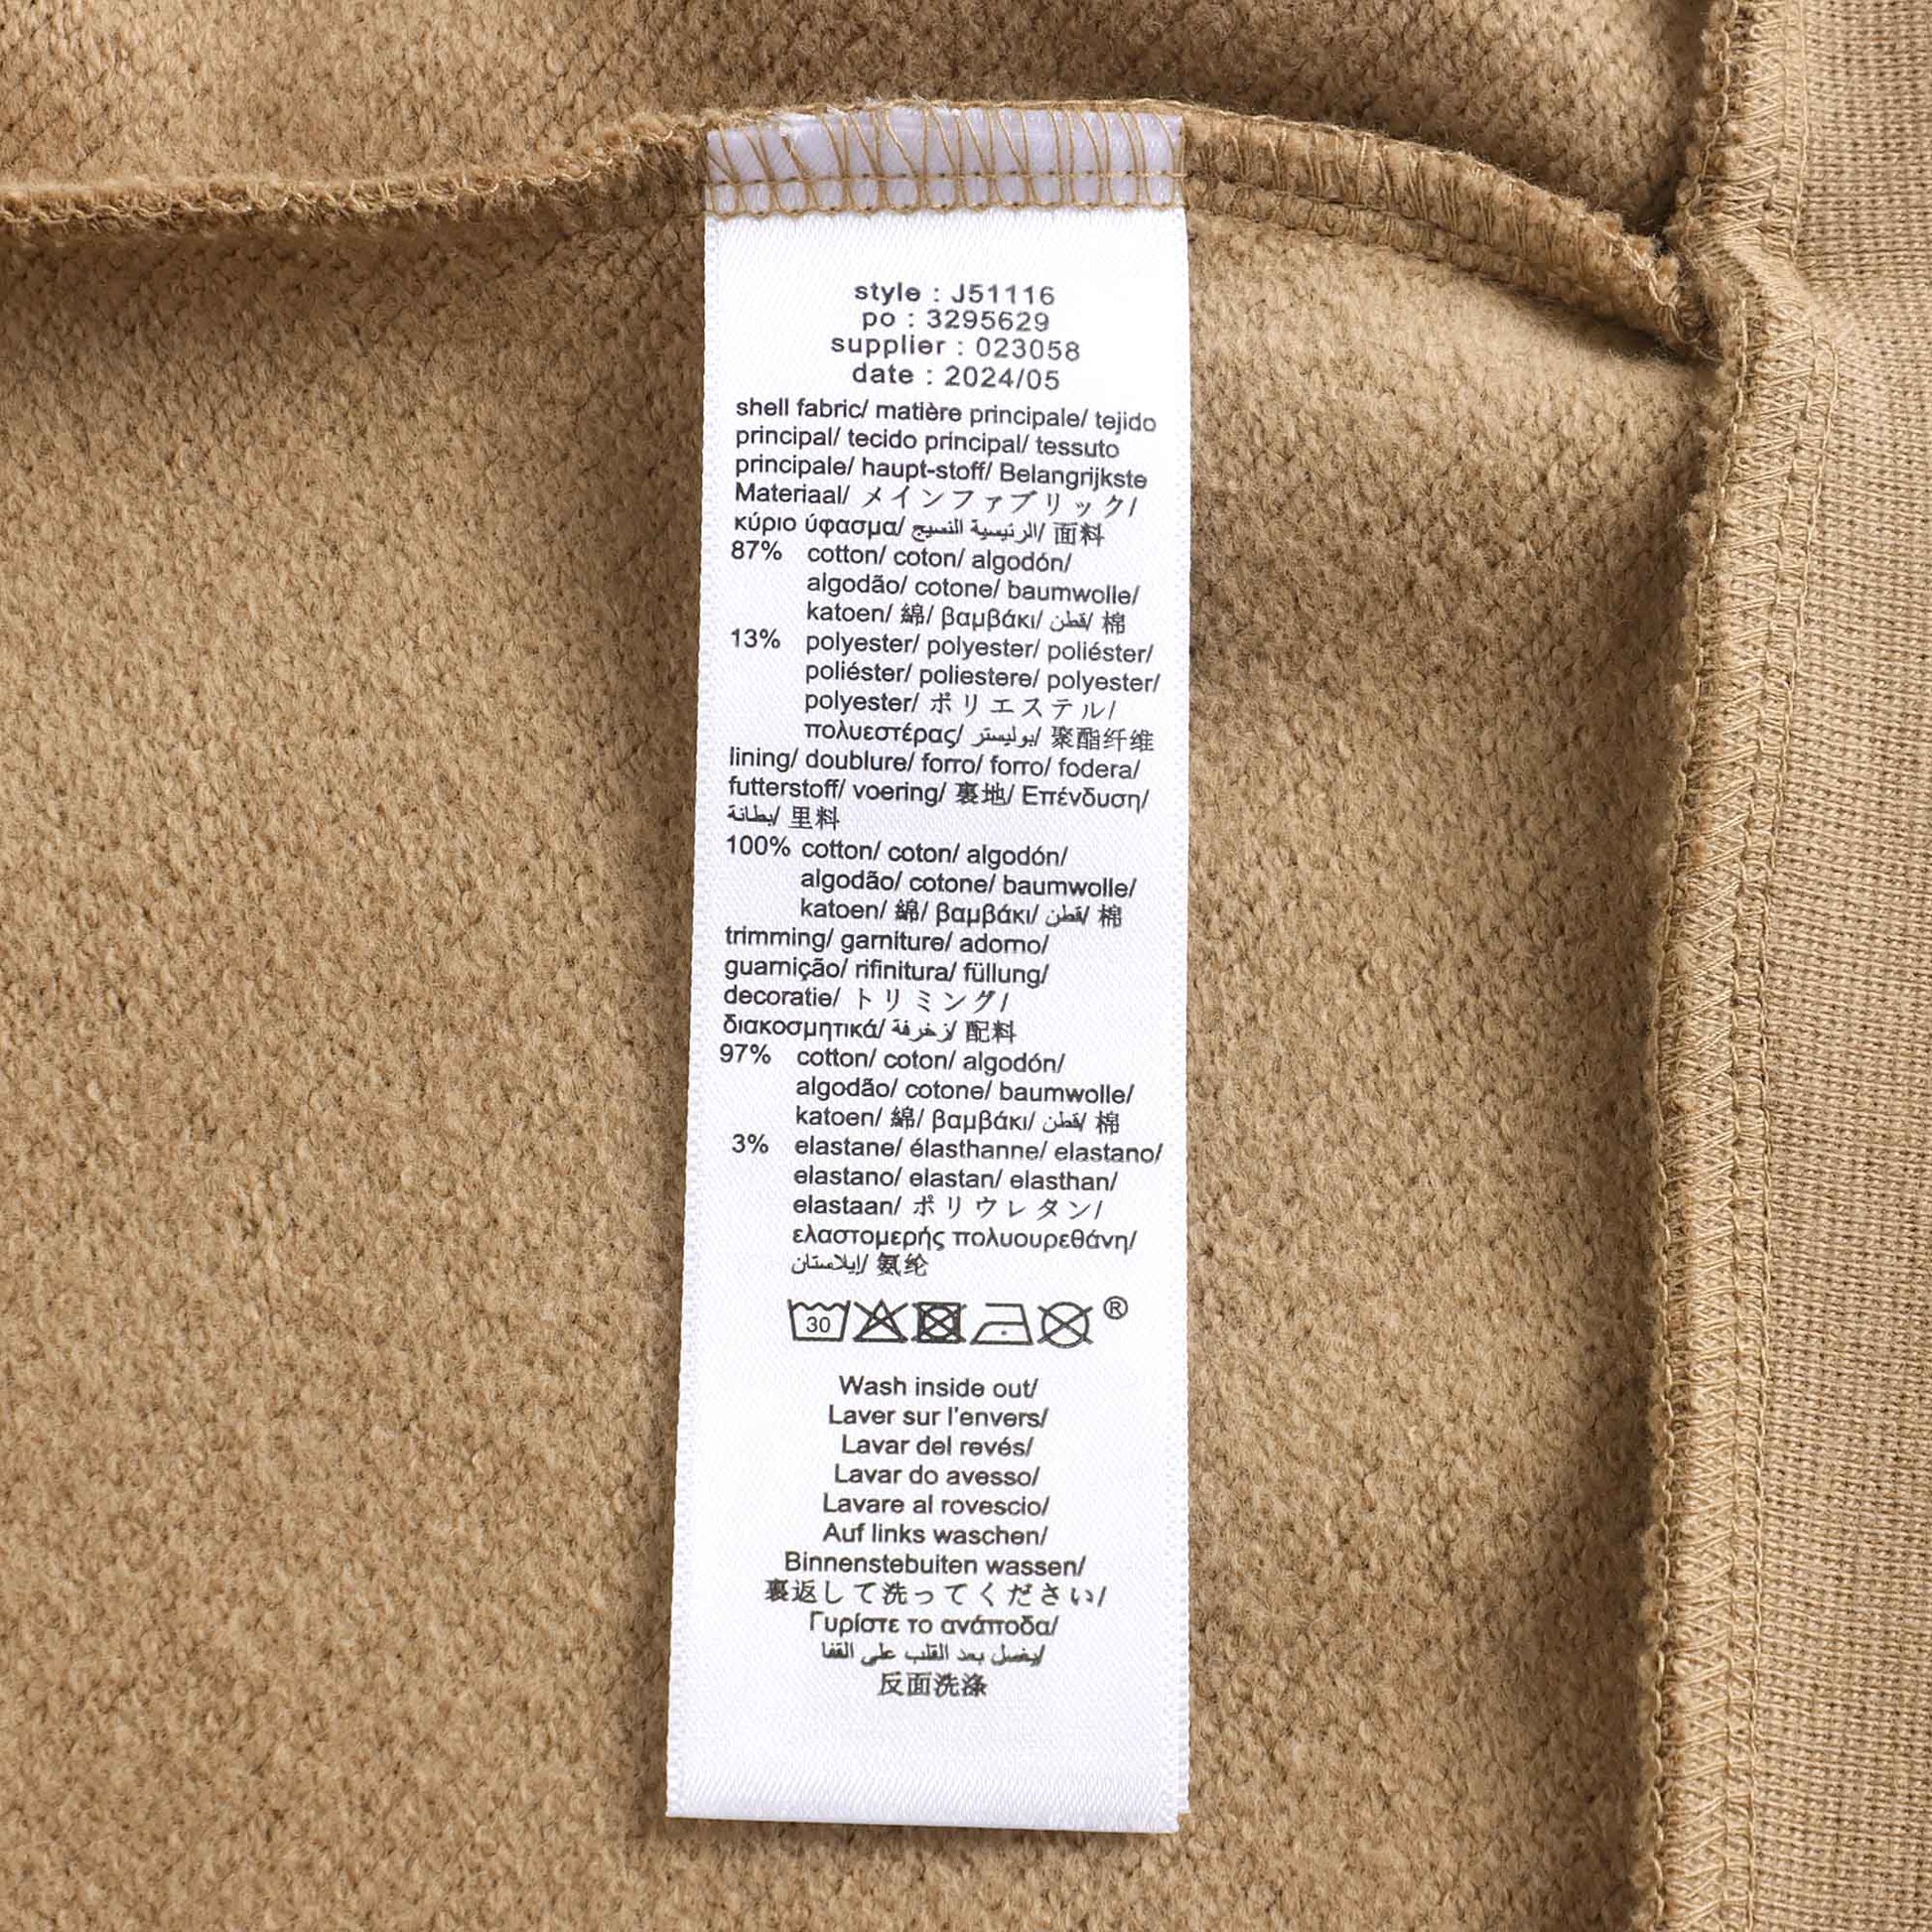 style : J51116
po : 3295629
supplier : 023058
date : 2024/05
shell fabric/ matière principale/ tejido
principal/ tecido principal/ tessuto
principale/ haupt-stoff/ Belangrijkste
Materiaal/ メインファブリック/
κύριο ύφασμα/ الرئيسية النسيج/ 面料
87% cotton/ coton/ algodón/
algodão/ cotone/ baumwolle/
katoen/ 綿/ βαμβάκι/ قطن/ 棉
13% polyester/ polyester/ poliéster/
poliéster/ poliestere/ polyester/
polyester/ ポリエステル/
πολυεστέρας/ بوليستر/ 聚酯纤维
lining/ doublure/ forro/ forro/ fodera/
futterstoff/ voering/ 裏地/ Επένδυση/
بطانة/ 里料
100% cotton/ coton/ algodón/
algodão/ cotone/ baumwolle/
katoen/ 綿/ βαμβάκι/ قطن/ 棉
trimming/ garniture/ adorno/
guarnição/ rifinitura/ füllung/
decoratie/ トリミング/
διακοσμητικά/ زخرفة/ 配料
97% cotton/ coton/ algodón/
algodão/ cotone/ baumwolle/
katoen/ 綿/ βαμβάκι/ قطن/ 棉
3% elastane/ élasthanne/ elastano/
elastano/ elastan/ elasthan/
elastaan/ ポリウレタン/
ελαστομερής πολυουρεθάνη/
إيلاستان/ 氨纶
30 ®
Wash inside out/
Laver sur l'envers/
Lavar del revés/
Lavar do avesso/
Lavare al rovescio/
Auf links waschen/
Binnenstebuiten wassen/
裏返して洗ってください/
Γυρίστε το ανάποδα/
يغسل بعد القلب على القفا/
反面洗涤